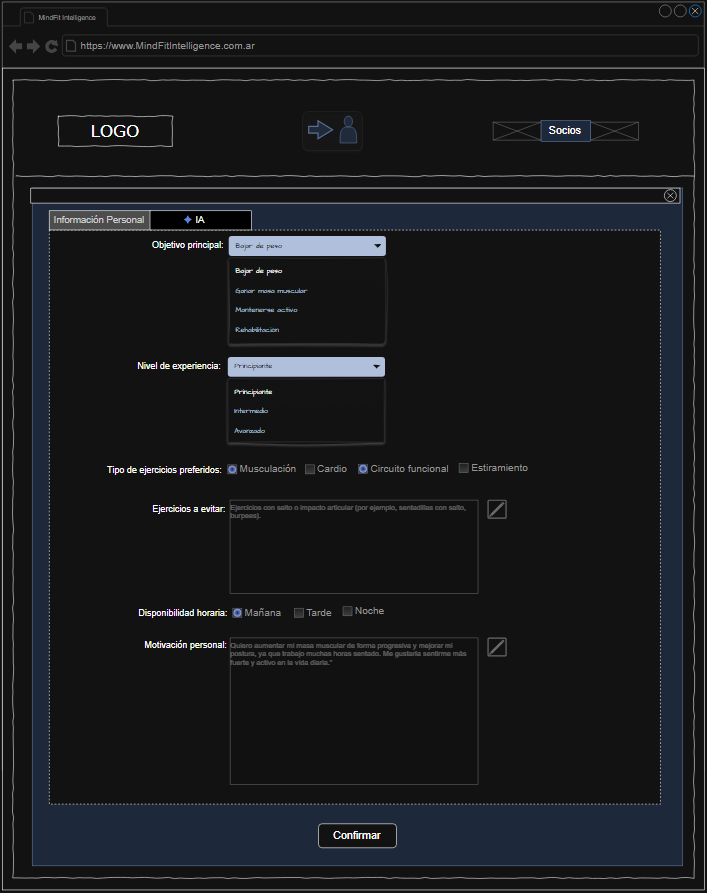 MindFit Intelligence
https://www.MindFitIntelligence.com.ar
LOGO
Socios
Información Personal
IA
Objetivo principal:
Bajar de peso
Bajar de peso
Ganar masa muscular
Mantenerse activo
Rehabilitación
Nivel de experiencia:
Principiante
Principiante
Intermedio
Avanzado
Tipo de ejercicios preferidos: Musculación Cardio Circuito funcional Estiramiento
Ejercicios a evitar:
Ejercicios con salto o impacto articular (por ejemplo, sentadillas con salto,
burpees).
Disponibilidad horaria: Mañana Tarde Noche
Motivación personal:
Quiero aumentar mi masa muscular de forma progresiva y mejorar mi
postura, ya que trabajo muchas horas sentado. Me gustaría sentirme más
fuerte y activo en la vida diaria."
Confirmar